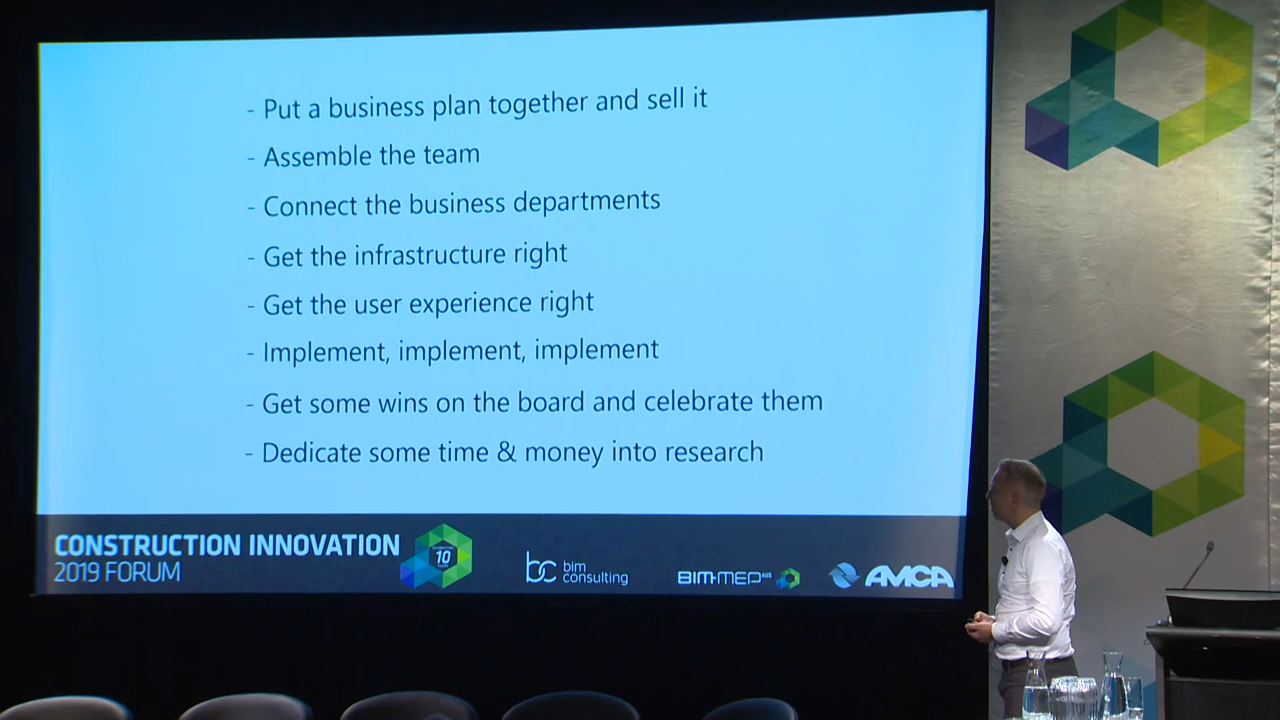 - Put a business plan together and sell it
- Assemble the team
- Connect the business departments
- Get the infrastructure right
- Get the user experience right
- Implement, implement, implement
- Get some wins on the board and celebrate them
- Dedicate some time & money into research
CONSTRUCTION INNOVATION
2019 FORUM
10
bc bim
consulting
BIM-MEP AUS
AMCA